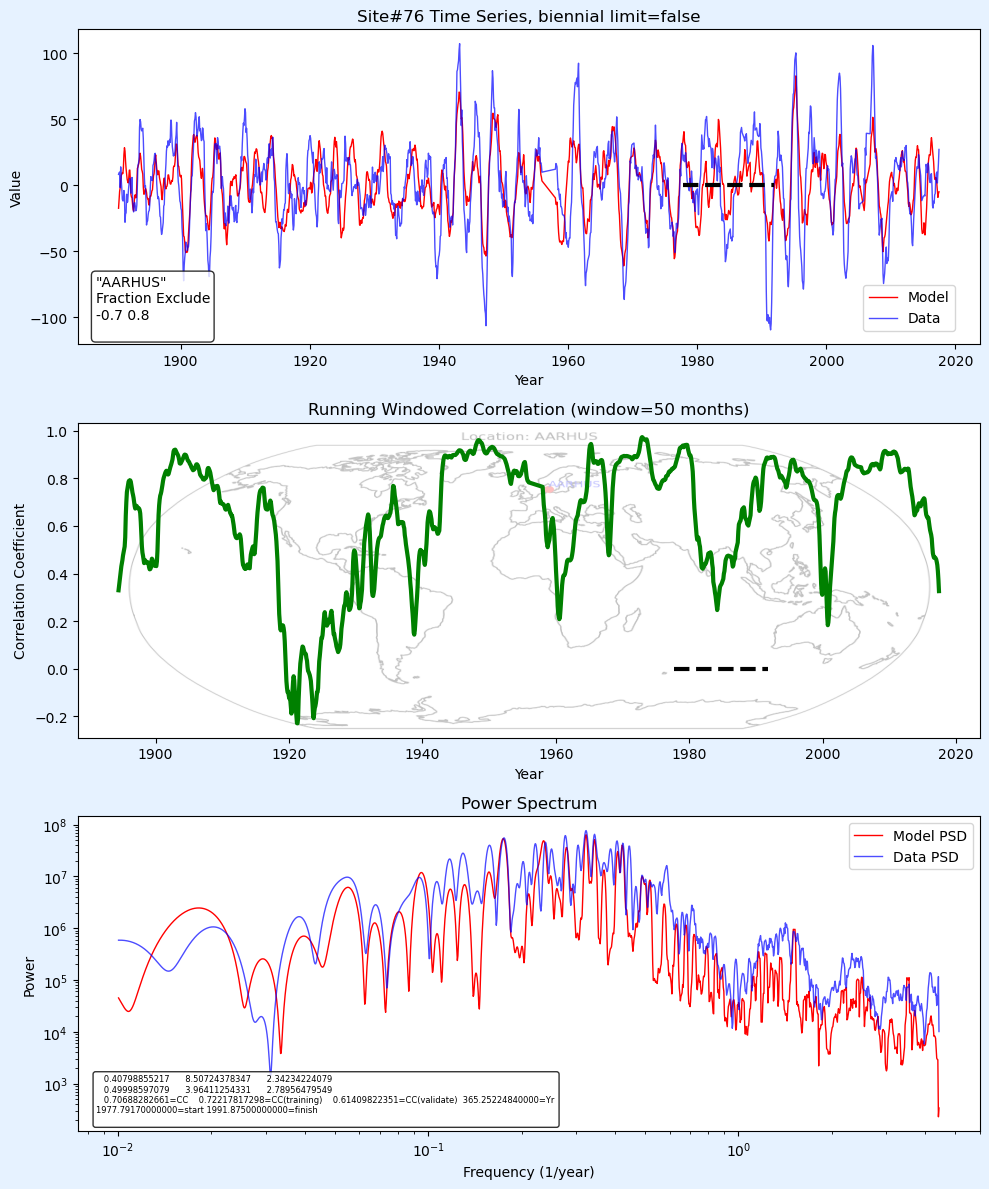 Site#76 Time Series, biennial limit=false
Value
100
50
0
−50
−100
"AARHUS"
Fraction Exclude
-0.7 0.8
Model
Data
1900 1920 1940 1960 1980 2000 2020
Year
Running Windowed Correlation (window=50 months)
Location: AARHUS
AARHUS
Correlation Coefficient
1.0
0.8
0.6
0.4
0.2
0.0
−0.2
1900 1920 1940 1960 1980 2000 2020
Year
Power Spectrum
Power
10^8
10^7
10^6
10^5
10^4
10^3
Model PSD
Data PSD
0.40798855217 8.50724378347 2.34234224079
0.49998597079 3.96411254331 2.78956479549
0.70688282661=CC 0.72217817298=CC(training) 0.61409822351=CC(validate) 365.25224840000=Yr
1977.79170000000=start 1991.87500000000=finish
10^−2 10^−1 10^0
Frequency (1/year)